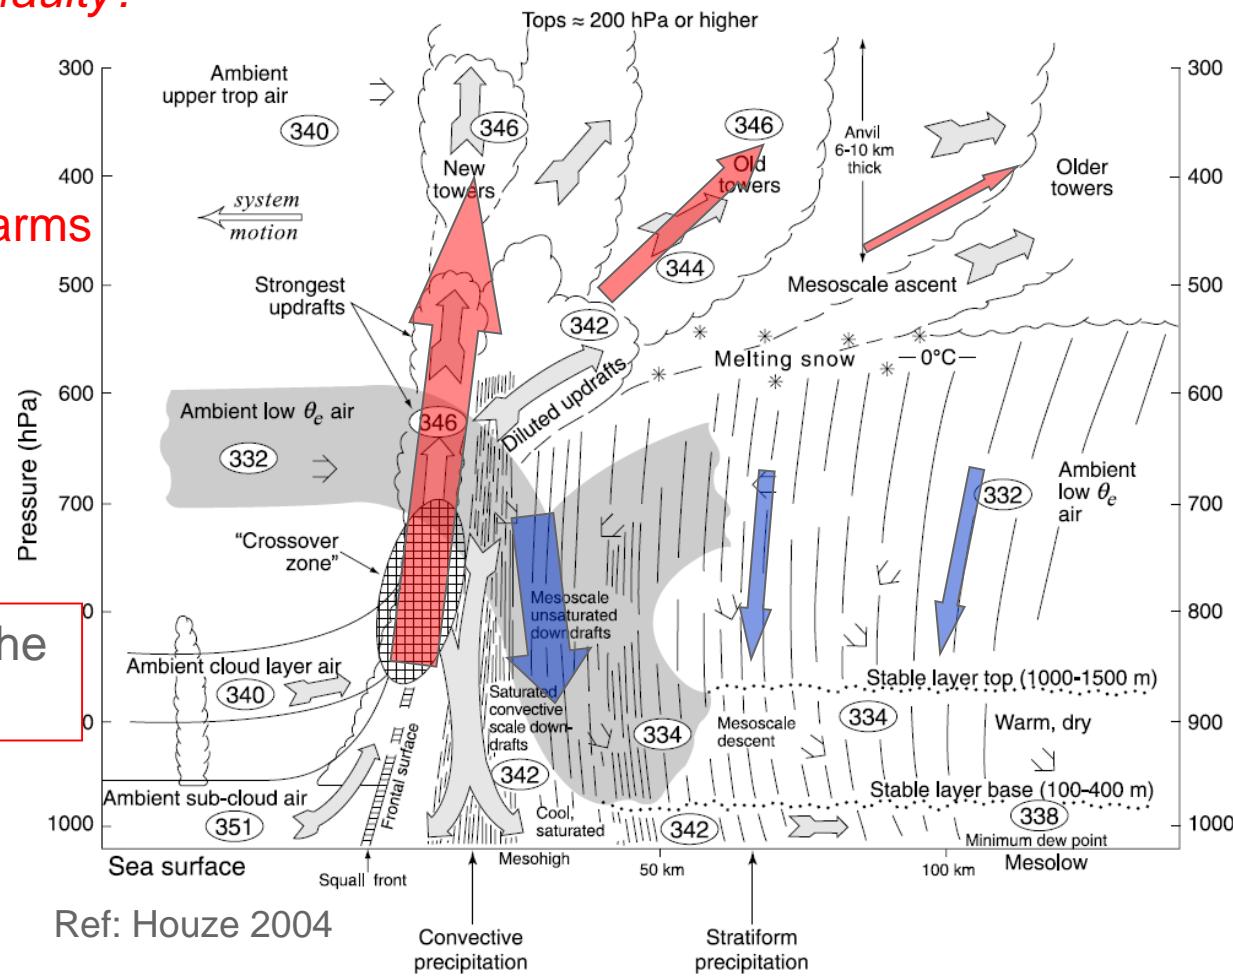 Tops ≈ 200 hPa or higher
300
Ambient
upper trop air
340
346
New
towers
346
Old
towers
Anvil
6-10 km
thick
Older
towers
300
400
400
arms
system
motion
344
500
Strongest
updrafts
342
Mesoscale ascent
500
Melting snow
0°C
600
600
Ambient low θe air
332
346
Diluted updrafts
Pressure (hPa)
332
Ambient
low θe
air
700
700
"Crossover
zone"
Mesoscale
unsaturated
downdrafts
0
800
he
Ambient cloud layer air
340
Saturated
convective
scale down-
drafts
Stable layer top (1000-1500 m)
0
900
334
Mesoscale
descent
334
Warm, dry
Frontal surface
342
Ambient sub-cloud air
351
Cool,
saturated
Stable layer base (100-400 m)
342
338
Minimum dew point
1000
1000
Sea surface
Squall front
Mesohigh
50 km
100 km
Mesolow
Ref: Houze 2004
Convective
precipitation
Stratiform
precipitation